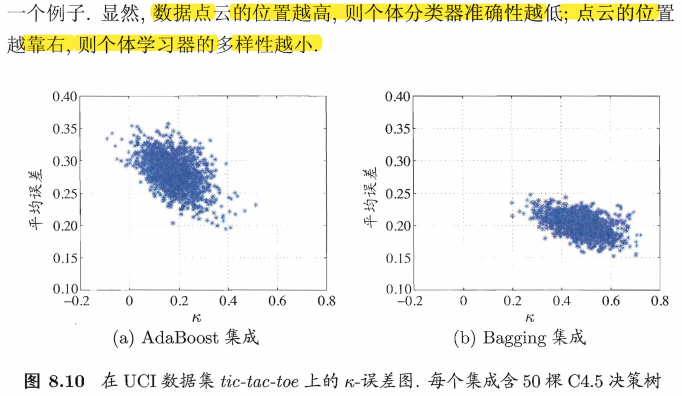 一个例子. 显然, 数据点云的位置越高, 则个体分类器准确性越低; 点云的位置
越靠右, 则个体学习器的多样性越小.
0.40
0.35
0.30
0.25
0.20
0.15
0.10
平均误差
-0.2 0 0.2 0.4 0.6 0.8
κ
(a) AdaBoost 集成
0.40
0.35
0.30
0.25
0.20
0.15
0.10
平均误差
-0.2 0 0.2 0.4 0.6 0.8
κ
(b) Bagging 集成
图 8.10 在 UCI 数据集 tic-tac-toe 上的 κ-误差图. 每个集成含 50 棵 C4.5 决策树